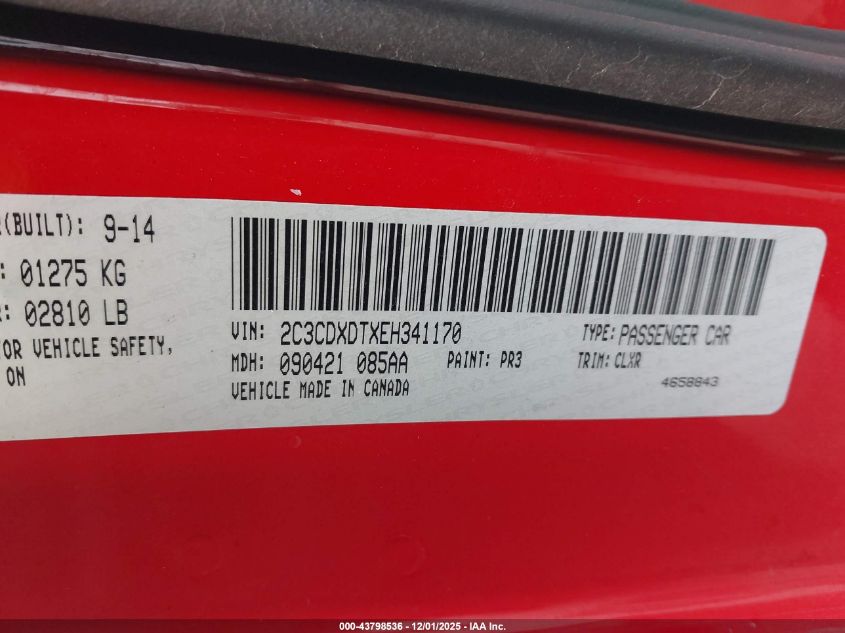 (BUILT): 9-14
: 01275 KG
: 02810 LB
OR VEHICLE SAFETY,
ON
VIN: 2C3CDXDTXEH341170 TYPE: PASSENGER CAR
MDH: 090421 085AA PAINT: PR3 TRIM: CLXR
VEHICLE MADE IN CANADA
4658843
000-43798536 - 12/01/2025 - IAA Inc.